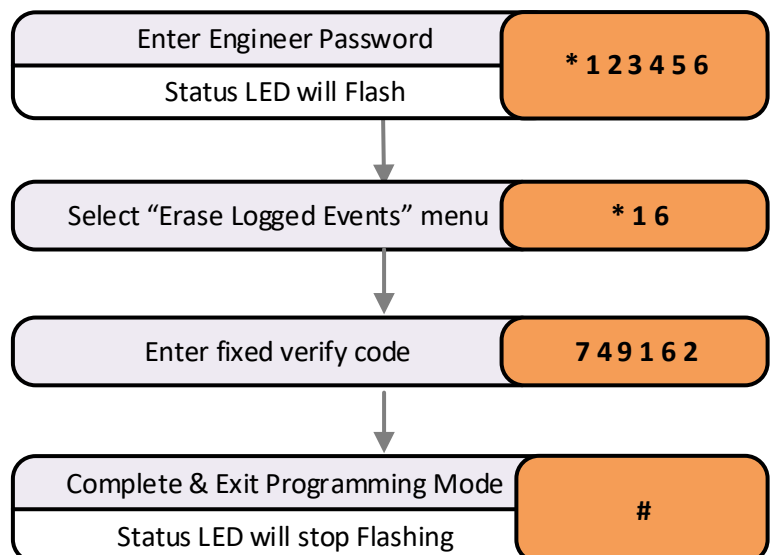 Enter Engineer Password
* 1 2 3 4 5 6
Status LED will Flash
Select “Erase Logged Events” menu
* 1 6
Enter fixed verify code
7 4 9 1 6 2
Complete & Exit Programming Mode
#
Status LED will stop Flashing